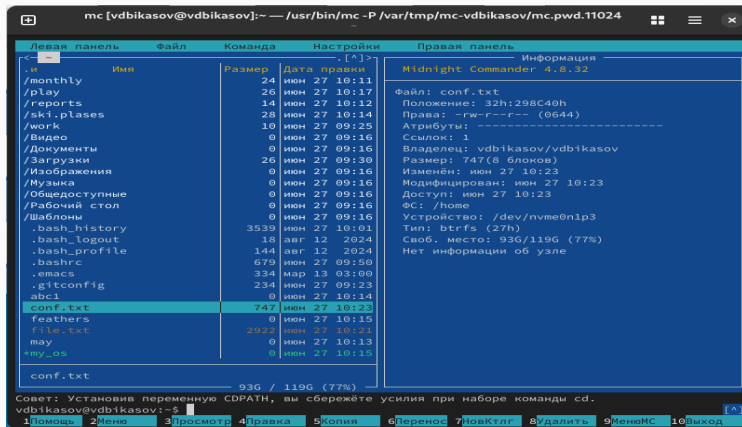 mc [vdbikasov@vdbikasov]:~ — /usr/bin/mc -P /var/tmp/mc-vdbikasov/mc.pwd.11024
~
Левая панель Файл Команда Настройки Правая панель
<— ~ .[^]>
.и Имя Размер Дата правки
/monthly 24 июн 27 10:11
/play 26 июн 27 10:17
/reports 14 июн 27 10:12
/ski.plases 28 июн 27 10:14
/work 10 июн 27 09:25
/Видео 0 июн 27 09:16
/Документы 0 июн 27 09:16
/Загрузки 26 июн 27 09:30
/Изображения 0 июн 27 09:16
/Музыка 0 июн 27 09:16
/Общедоступные 0 июн 27 09:16
/Рабочий стол 0 июн 27 09:16
/Шаблоны 0 июн 27 09:16
.bash_history 3539 июн 27 10:01
.bash_logout 18 авг 12 2024
.bash_profile 144 авг 12 2024
.bashrc 679 июн 27 09:50
.emacs 334 мар 13 03:00
.gitconfig 234 июн 27 09:23
abc1 0 июн 27 10:14
conf.txt 747 июн 27 10:23
feathers 0 июн 27 10:15
file.txt 2922 июн 27 10:21
may 0 июн 27 10:13
*my_os 0 июн 27 10:15
conf.txt
93G / 119G (77%)
Информация
Midnight Commander 4.8.32
Файл: conf.txt
Положение: 32h:298C40h
Права: -rw-r--r-- (0644)
Атрибуты: --------------------------
Ссылок: 1
Владелец: vdbikasov/vdbikasov
Размер: 747(8 блоков)
Изменён: июн 27 10:23
Модифицирован: июн 27 10:23
Доступ: июн 27 10:23
ФС: /home
Устройство: /dev/nvme0n1p3
Тип: btrfs (27h)
Своб. место: 93G/119G (77%)
Нет информации об узле
Совет: Установив переменную CDPATH, вы сбережёте усилия при наборе команды cd.
vdbikasov@vdbikasov:~$ [^]
1Помощь 2Меню 3Просмотр 4Правка 5Копия 6Перенос 7НовКтлг 8Удалить 9МенюMC 10Выход